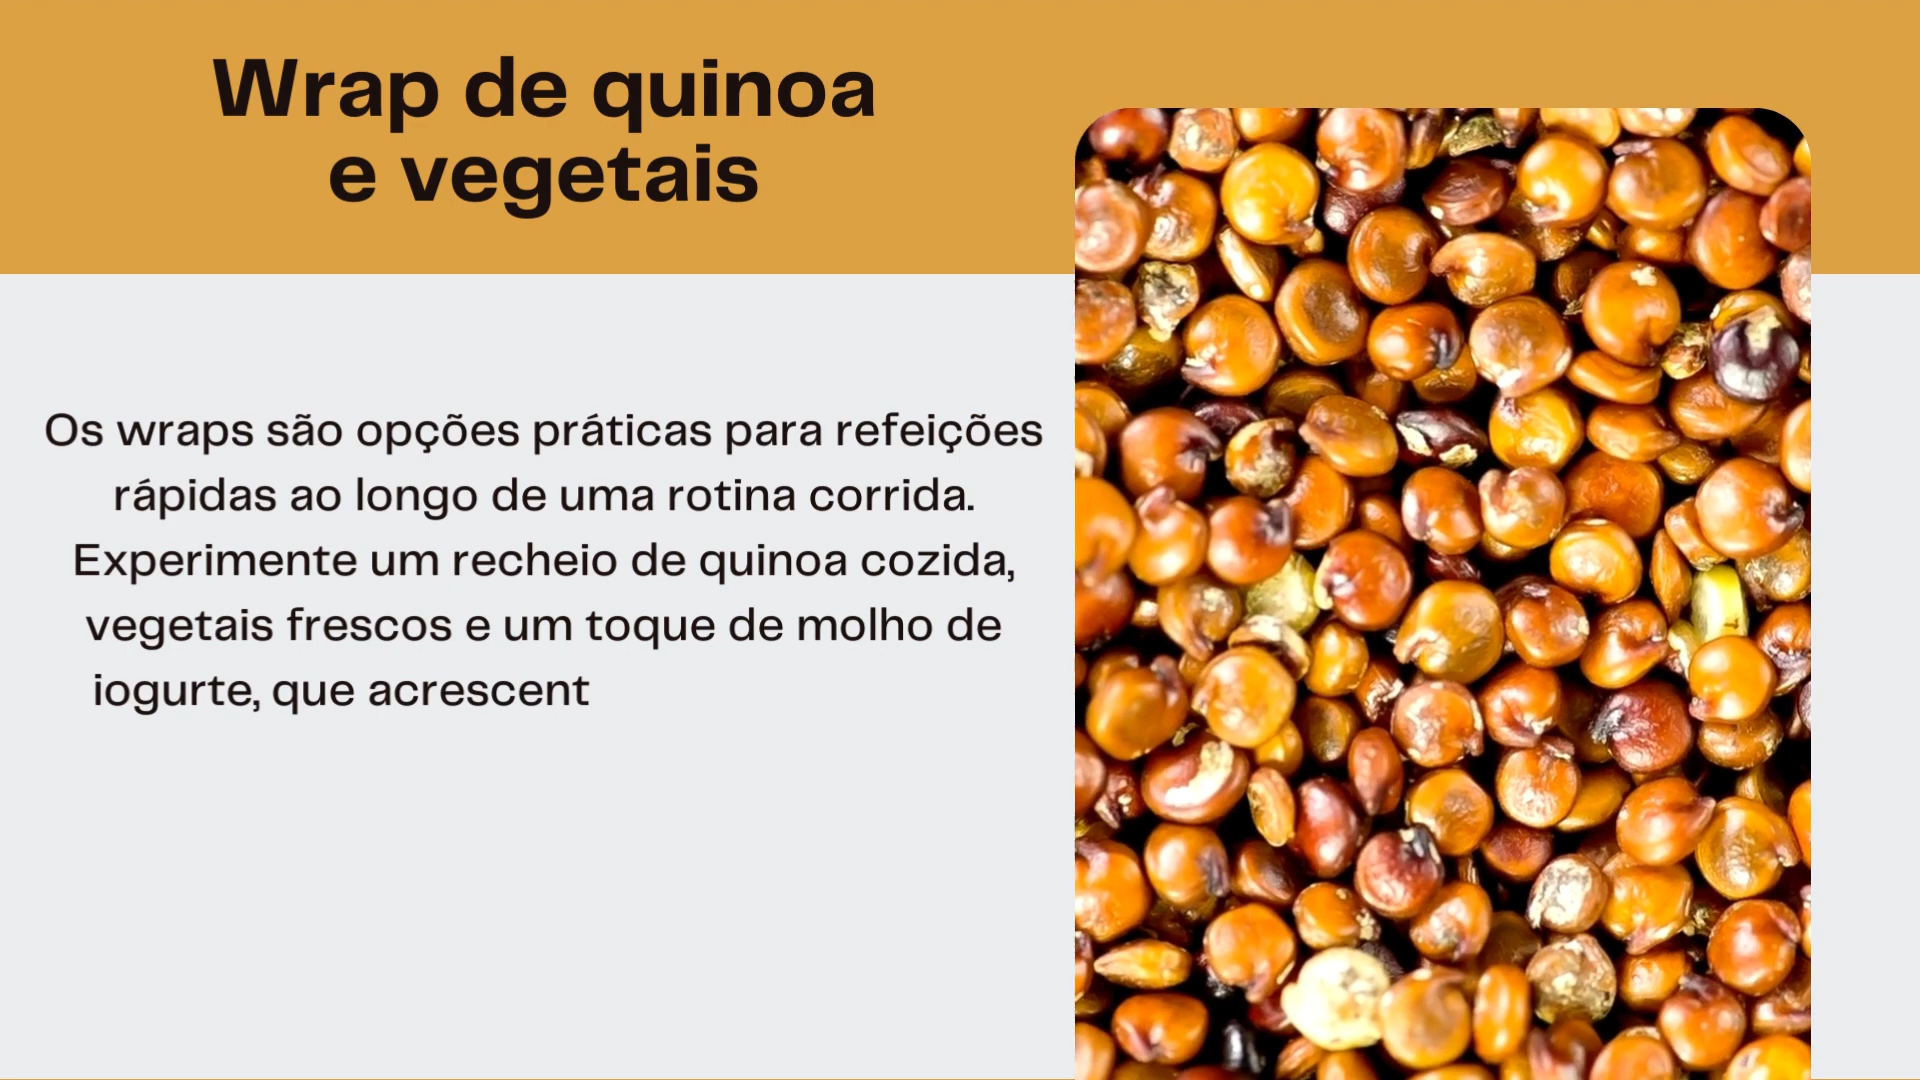 Wrap de quinoa
e vegetais
Os wraps são opções práticas para refeições
rápidas ao longo de uma rotina corrida.
Experimente um recheio de quinoa cozida,
vegetais frescos e um toque de molho de
iogurte, que acrescent